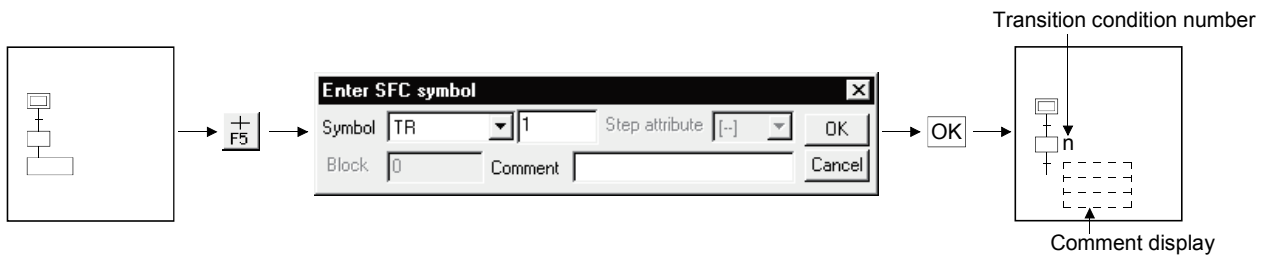 Transition condition number
Enter SFC symbol
Symbol TR 1 Step attribute [--] OK
Block 0 Comment Cancel
F5
OK
n
Comment display